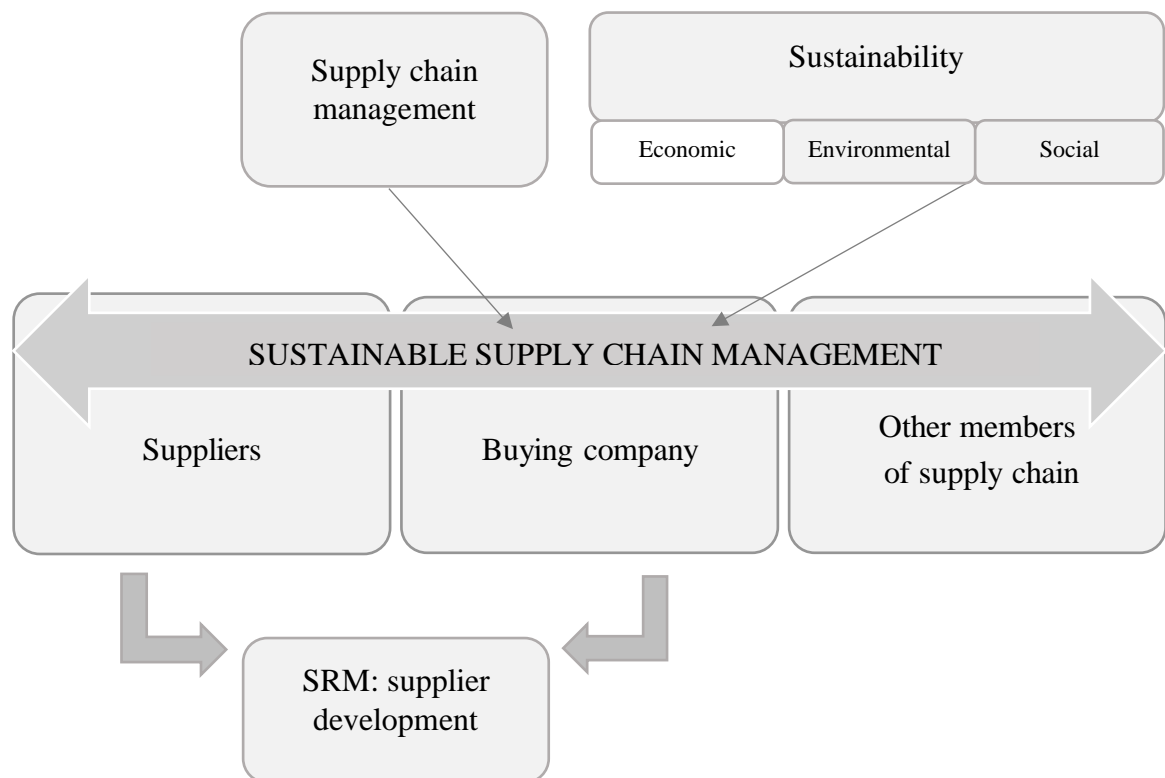 Supply chain
management
Sustainability
Economic
Environmental
Social
SUSTAINABLE SUPPLY CHAIN MANAGEMENT
Suppliers
Buying company
Other members
of supply chain
SRM: supplier
development